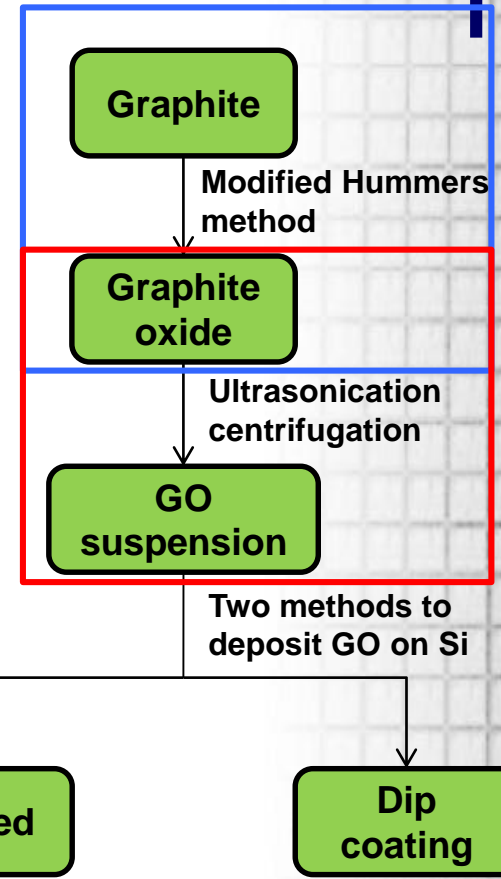 Graphite
Modified Hummers
method
Graphite
oxide
Ultrasonication
centrifugation
GO
suspension
Two methods to
deposit GO on Si
Dip
coating